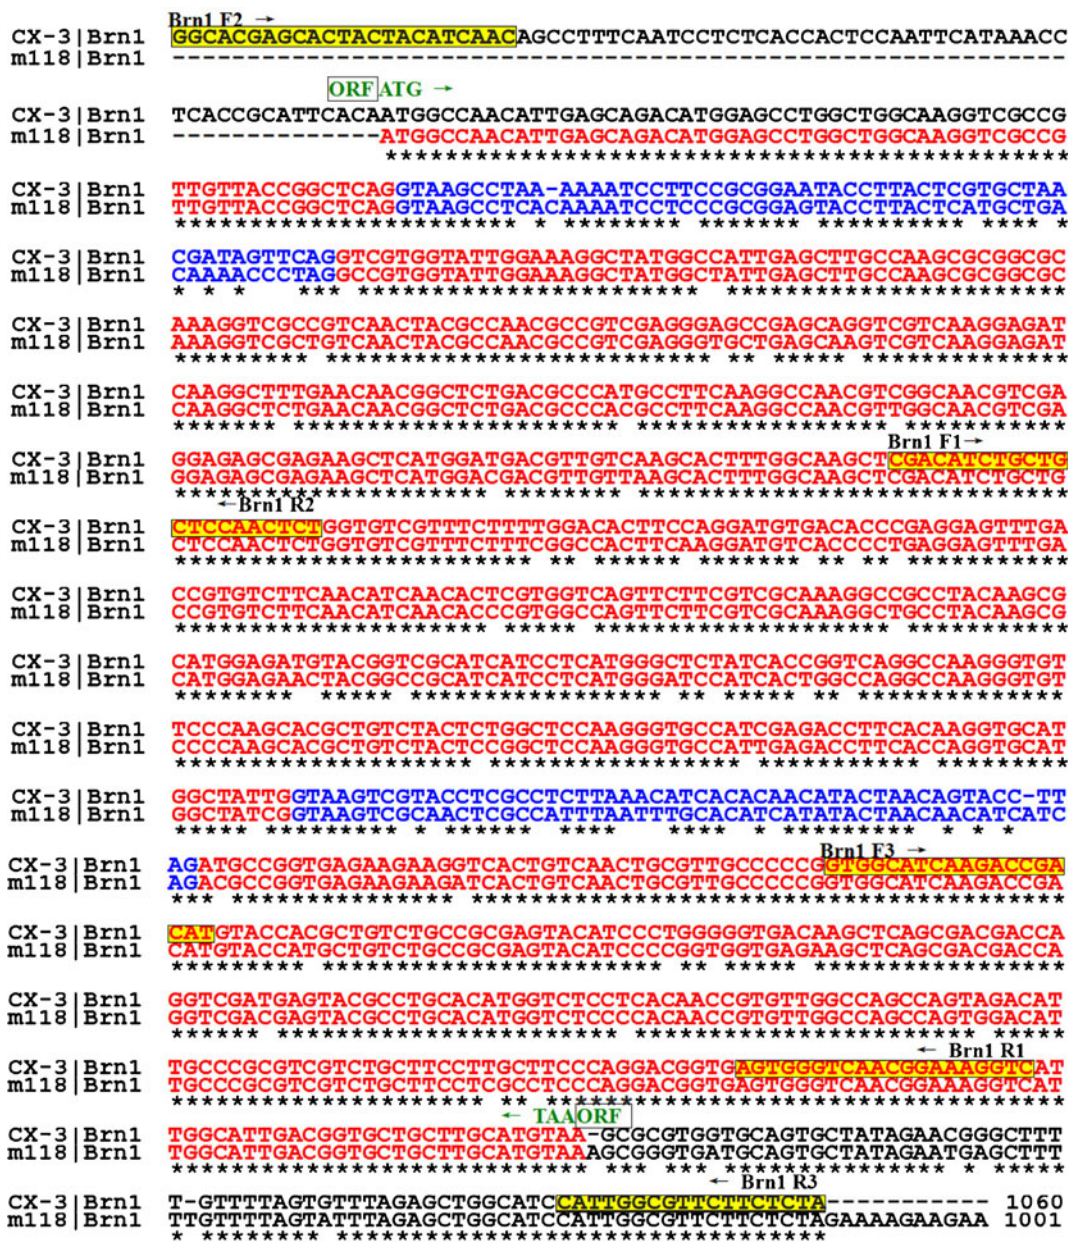 Brn1 F2 →
CX-3|Brn1 GGCACGAGCACTACTACATCAACAGCCTTTCAATCCTCTCACCACTCCAATTCATAAACC
m118|Brn1 ------------------------------------------------------------
ORF ATG →
CX-3|Brn1 TCACCGCATTCACAATGGCCAACATTGAGCAGACATGGAGCCTGGCTGGCAAGGTCGCCG
m118|Brn1 --------------ATGGCCAACATTGAGCAGACATGGAGCCTGGCTGGCAAGGTCGCCG
**********************************************
CX-3|Brn1 TTGTTACCGGCTCAGGTAAGCCTAA-AAAATCCTTCCGCGGAATACCTTACTCGTGCTAA
m118|Brn1 TTGTTACCGGCTCAGGTAAGCCTCACAAAATCCTCCCGCGGAGTACCTTACTCATGCTGA
*********************** * ******** ******* ********** **** *
CX-3|Brn1 CGATAGTTCAGGTCGTGGTATTGGAAAGGCTATGGCCATTGAGCTTGCCAAGCGCGGCGC
m118|Brn1 CAAAACCCTAGGCCGTGGTATTGGAAAGGCTATGGCTATTGAGCTTGCCAAGCGCGGCGC
* * *    *** *********************** ***********************
CX-3|Brn1 AAAGGTCGCCGTCAACTACGCCAACGCCGTCGAGGGAGCCGAGCAGGTCGTCAAGGAGAT
m118|Brn1 AAAGGTCGCTGTCAACTACGCCAACGCCGTCGAGGGTGCTGAGCAAGTCGTCAAGGAGAT
********* ************************** ** ***** **************
CX-3|Brn1 CAAGGCTTTGAACAACGGCTCTGACGCCCATGCCTTCAAGGCCAACGTCGGCAACGTCGA
m118|Brn1 CAAGGCTCTGAACAACGGCTCTGACGCCCACGCCTTCAAGGCCAACGTTGGCAACGTCGA
******* ********************** ***************** ***********
Brn1 F1 →
CX-3|Brn1 GGAGAGCGAGAAGCTCATGGATGACGTTGTCAAGCACTTTGGCAAGCTCGACATCTGCTG
m118|Brn1 GGAGAGCGAGAAGCTCATGGACGACGTTGTTAAGCACTTTGGCAAGCTCGACATCTGCTG
********************* ******** *****************************
← Brn1 R2
CX-3|Brn1 CTCCAACTCTGGTGTCGTTTCTTTTGGACACTTCCAGGATGTGACACCCGAGGAGTTTGA
m118|Brn1 CTCCAACTCTGGTGTCGTTTCTTTCGGCCACTTCAAGGATGTCACCCCTGAGGAGTTTGA
************************ ** ****** ******* ** ** ***********
CX-3|Brn1 CCGTGTCTTCAACATCAACACTCGTGGTCAGTTCTTCGTCGCAAAGGCCGCCTACAAGCG
m118|Brn1 CCGTGTCTTCAACATCAACACCCGTGGCCAGTTCTTCGTCGCAAAGGCTGCCTACAAGCG
********************* ***** ******************** ***********
CX-3|Brn1 CATGGAGATGTACGGTCGCATCATCCTCATGGGCTCTATCACCGGTCAGGCCAAGGGTGT
m118|Brn1 CATGGAGAACTACGGCCGCATCATCCTCATGGGATCCATCACTGGCCAGGCCAAGGGTGT
********  ***** ***************** ** ***** ** **************
CX-3|Brn1 TCCCAAGCACGCTGTCTACTCTGGCTCCAAGGGTGCCATCGAGACCTTCACAAGGTGCAT
m118|Brn1 CCCCAAGCACGCTGTCTACTCCGGCTCCAAGGGTGCCATTGAGACCTTCACCAGGTGCAT
******************** ***************** *********** ********
CX-3|Brn1 GGCTATTGGTAAGTCGTACCTCGCCTCTTAAACATCACACAACATACTAACAGTACC-TT
m118|Brn1 GGCTATCGGTAAGTCGCAACTCGCCATTTAATTTGCACATCATATACTAACAACATCATC
****** ********* * ******  ****   ****  * ********  * * *
CX-3|Brn1 AGATGCCGGTGAGAAGAAGGTCACTGTCAACTGCGTTGCCCCCGGTGGCATCAAGACCGA
Brn1 F3 →
m118|Brn1 AGACGCCGGTGAGAAGAAGATCACTGTCAACTGCGTTGCCCCCGGTGGCATCAAGACCGA
*** *************** ****************************************
CX-3|Brn1 CATGTACCACGCTGTCTGCCGCGAGTACATCCCTGGGGGTGACAAGCTCAGCGACGACCA
m118|Brn1 CATGTACCATGCTGTCTGCCGCGAGTACATCCCCGGTGGTGAGAAGCTCAGCGACGACCA
********* *********************** ** ***** *****************
CX-3|Brn1 GGTCGATGAGTACGCCTGCACATGGTCTCCTCACAACCGTGTTGGCCAGCCAGTAGACAT
m118|Brn1 GGTCGACGAGTACGCCTGCACATGGTCTCCCCACAACCGTGTTGGCCAGCCAGTGGACAT
****** *********************** *********************** *****
← Brn1 R1
CX-3|Brn1 TGCCCGCGTCGTCTGCTTCCTTGCTTCCCAGGACGGTGAGTGGGTCAACGGAAAGGTCAT
m118|Brn1 TGCCCGCGTCGTCTGCTTCCTCGCCTCCCAGGACGGTGAGTGGGTCAACGGAAAGGTCAT
********************* ** ***********************************
← TAA ORF
CX-3|Brn1 TGGCATTGACGGTGCTGCTTGCATGTAA-GCGCGTGGTGCAGTGCTATAGAACGGGCTTT
m118|Brn1 TGGCATTGACGGTGCTGCTTGCATGTAAAGCGGGTGATGCAGTGCTATAGAATGAGCTTT
**************************** *** *** *************** * *****
← Brn1 R3
CX-3|Brn1 T-GTTTTAGTGTTTAGAGCTGGCATCCATTGGCGTTCTTCTCTA----------- 1060
m118|Brn1 TTGTTTTAGTATTTAGAGCTGGCATCCATTGGCGTTCTTCTCTAGAAAAGAAGAA 1001
* ******** *********************************